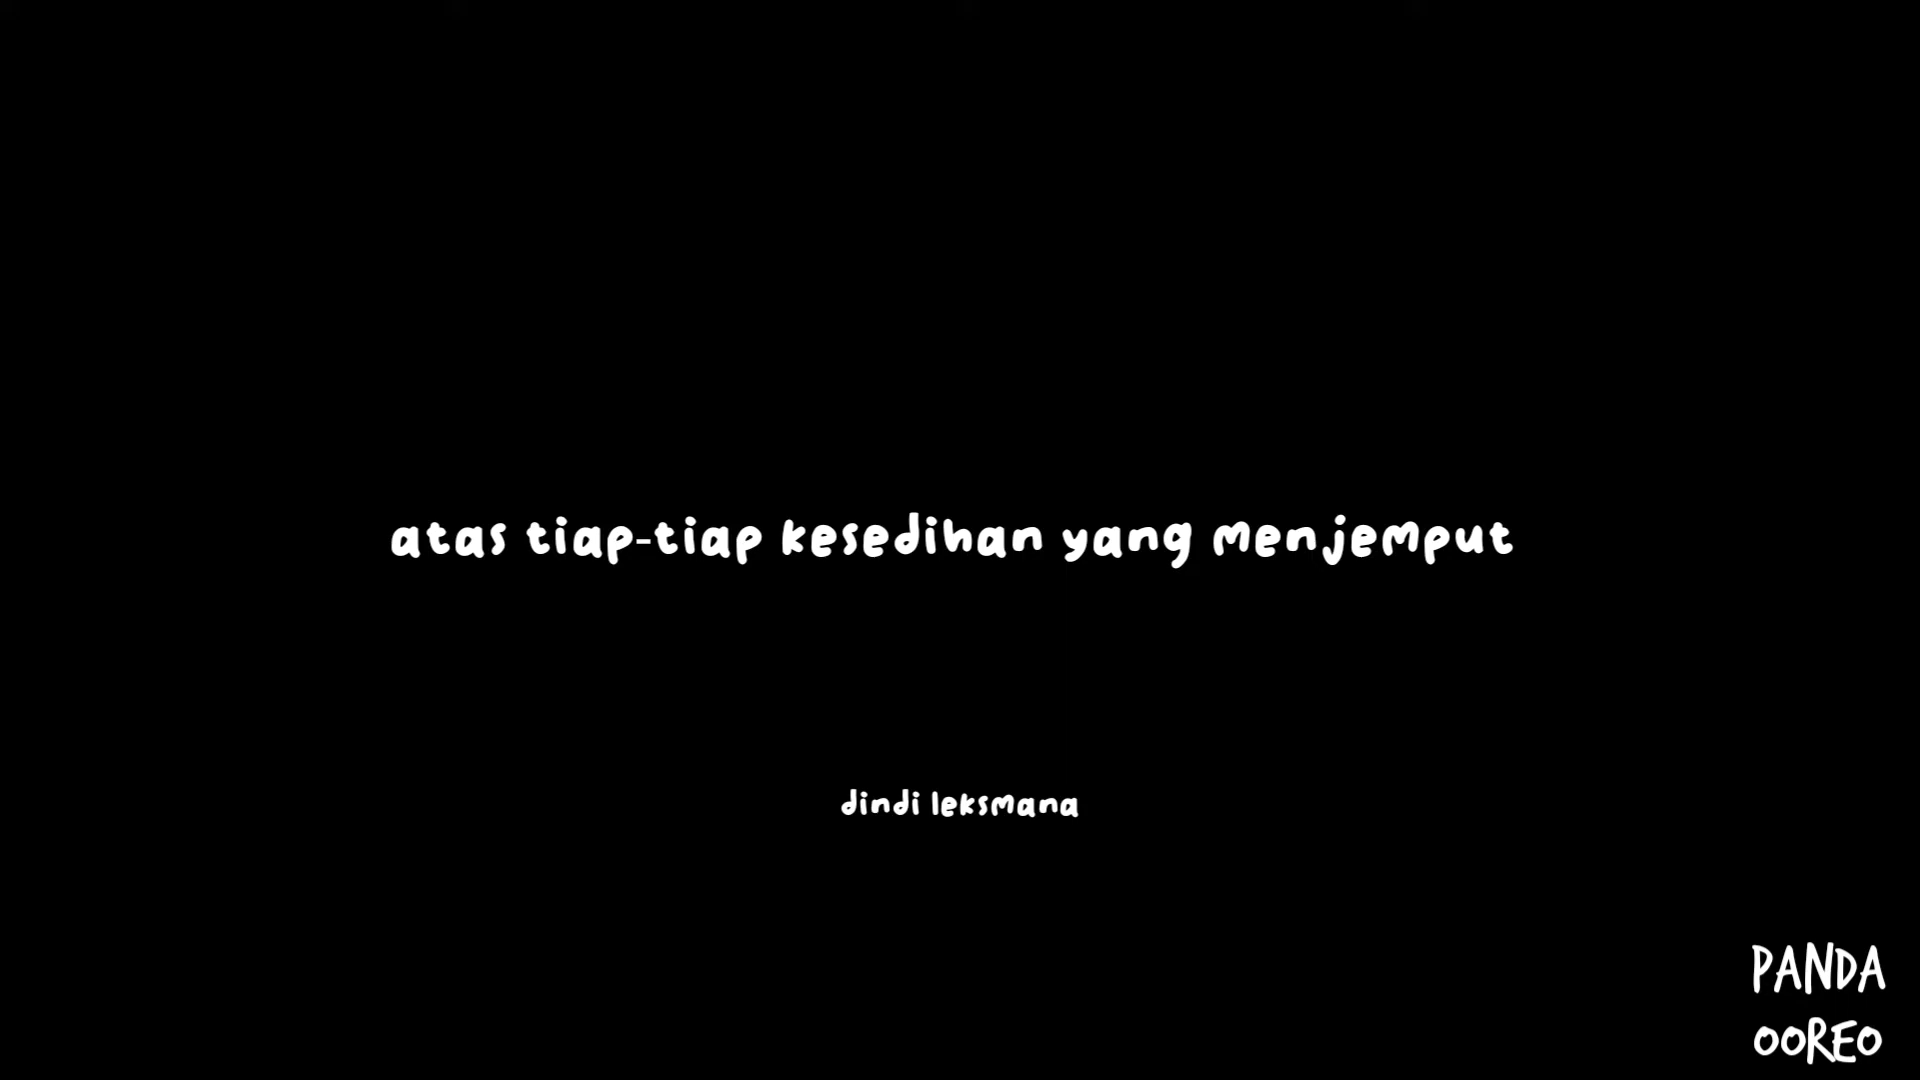 atas tiap-tiap kesedihan yang menjemput
dindi leksmana
PANDA
OOREO